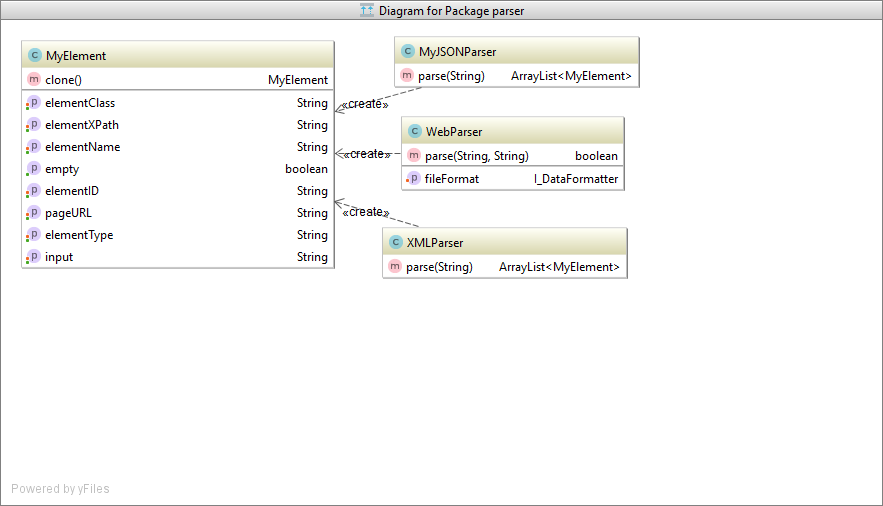 Diagram for Package parser
C MyElement
m clone() MyElement
p elementClass String
p elementXPath String
p elementName String
p empty boolean
p elementID String
p pageURL String
p elementType String
p input String
«create»
«create»
«create»
C MyJSONParser
m parse(String) ArrayList<MyElement>
C WebParser
m parse(String, String) boolean
p fileFormat I_DataFormatter
C XMLParser
m parse(String) ArrayList<MyElement>
Powered by yFiles